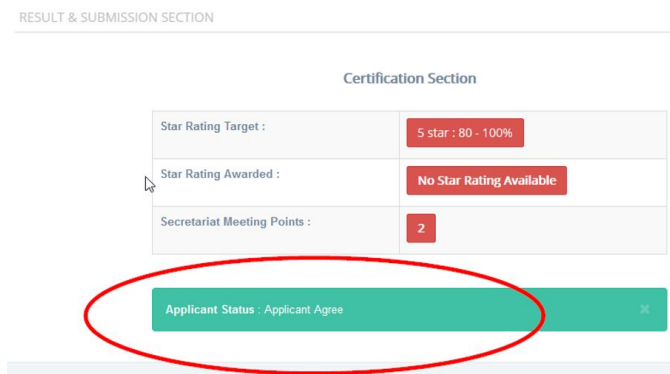 RESULT & SUBMISSION SECTION
Certification Section
Star Rating Target :
5 star : 80 - 100%
Star Rating Awarded :
No Star Rating Available
Secretariat Meeting Points :
2
Applicant Status : Applicant Agree